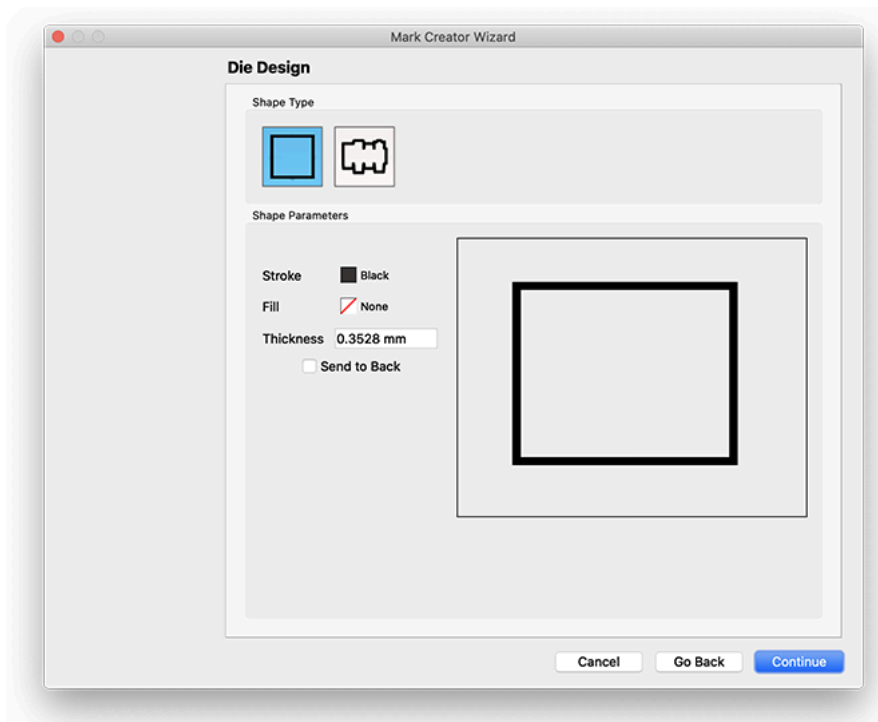 Mark Creator Wizard
Die Design
Shape Type
Shape Parameters
Stroke Black
Fill None
Thickness 0.3528 mm
Send to Back
Cancel Go Back Continue